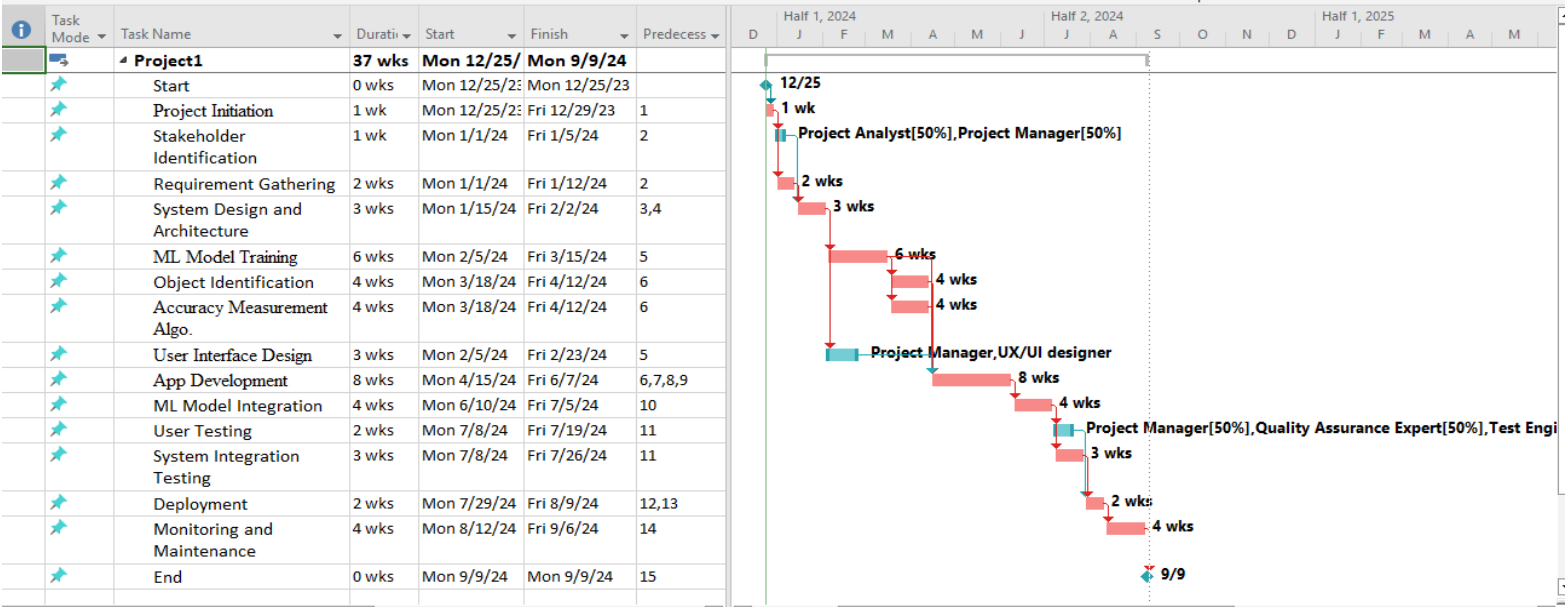 Half 1, 2024 Half 2, 2024 Half 1, 2025
Task Mode Task Name Duratic Start Finish Predecess D J F M A M J J A S O N D J F M A M
Project1 37 wks Mon 12/25/ Mon 9/9/24
Start 0 wks Mon 12/25/23 Mon 12/25/23 12/25
Project Initiation 1 wk Mon 12/25/23 Fri 12/29/23 1 1 wk
Stakeholder 1 wk Mon 1/1/24 Fri 1/5/24 2 Project Analyst[50%],Project Manager[50%]
Identification
Requirement Gathering 2 wks Mon 1/1/24 Fri 1/12/24 2 2 wks
System Design and 3 wks Mon 1/15/24 Fri 2/2/24 3,4 3 wks
Architecture
ML Model Training 6 wks Mon 2/5/24 Fri 3/15/24 5 6 wks
Object Identification 4 wks Mon 3/18/24 Fri 4/12/24 6 4 wks
Accuracy Measurement 4 wks Mon 3/18/24 Fri 4/12/24 6 4 wks
Algo.
User Interface Design 3 wks Mon 2/5/24 Fri 2/23/24 5 Project Manager,UX/UI designer
App Development 8 wks Mon 4/15/24 Fri 6/7/24 6,7,8,9 8 wks
ML Model Integration 4 wks Mon 6/10/24 Fri 7/5/24 10 4 wks
User Testing 2 wks Mon 7/8/24 Fri 7/19/24 11 Project Manager[50%],Quality Assurance Expert[50%],Test Engi
System Integration 3 wks Mon 7/8/24 Fri 7/26/24 11 3 wks
Testing
Deployment 2 wks Mon 7/29/24 Fri 8/9/24 12,13 2 wks
Monitoring and 4 wks Mon 8/12/24 Fri 9/6/24 14 4 wks
Maintenance
End 0 wks Mon 9/9/24 Mon 9/9/24 15 9/9